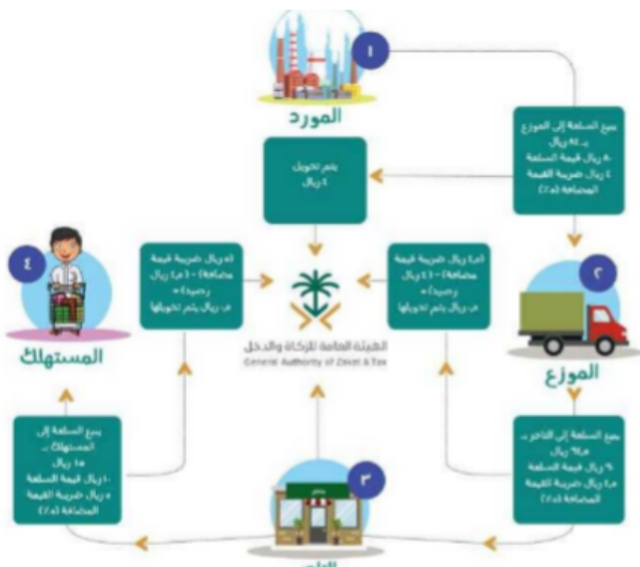 ١
المورد
يبيع السلعة إلى الموزع
بـ ٨٤ ريال
٨٠ ريال قيمة السلعة
٤ ريال ضريبة القيمة
المضافة (٥٪)
يتم تحويل
٤ ريال
٢
الموزع
(٤٫٥ ريال ضريبة قيمة
مضافة) - (٤ ريال
رصيد) =
٠٫٥ ريال يتم تحويلها
يبيع السلعة إلى التاجر بـ
٩٤٫٥ ريال
٩٠ ريال قيمة السلعة
٤٫٥ ريال ضريبة القيمة
المضافة (٥٪)
٣
(٥ ريال ضريبة قيمة
مضافة) - (٤٫٥ ريال
رصيد) =
٠٫٥ ريال يتم تحويلها
يبيع السلعة إلى
المستهلك بـ
١٠٥ ريال
١٠٠ ريال قيمة السلعة
٥ ريال ضريبة القيمة
المضافة (٥٪)
٤
المستهلك
الهيئة العامة للزكاة والدخل
General Authority of Zakat & Tax